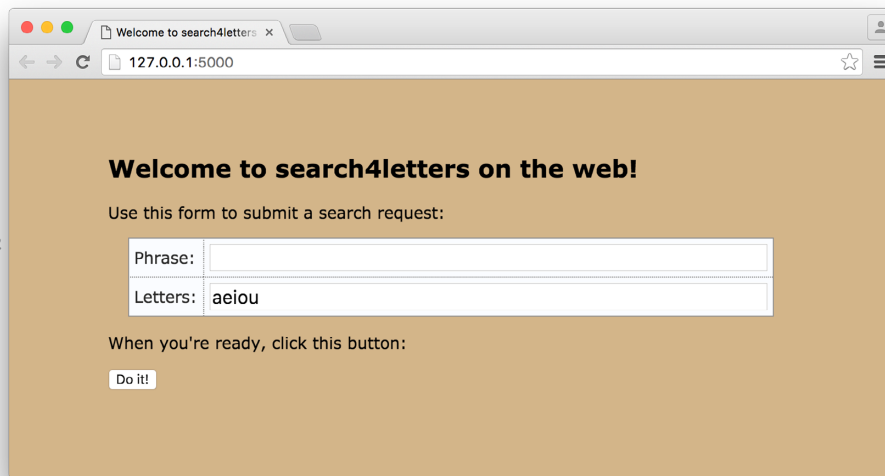 Welcome to search4letters
127.0.0.1:5000
Welcome to search4letters on the web!
Use this form to submit a search request:
Phrase:
Letters: aeiou
When you're ready, click this button:
Do it!